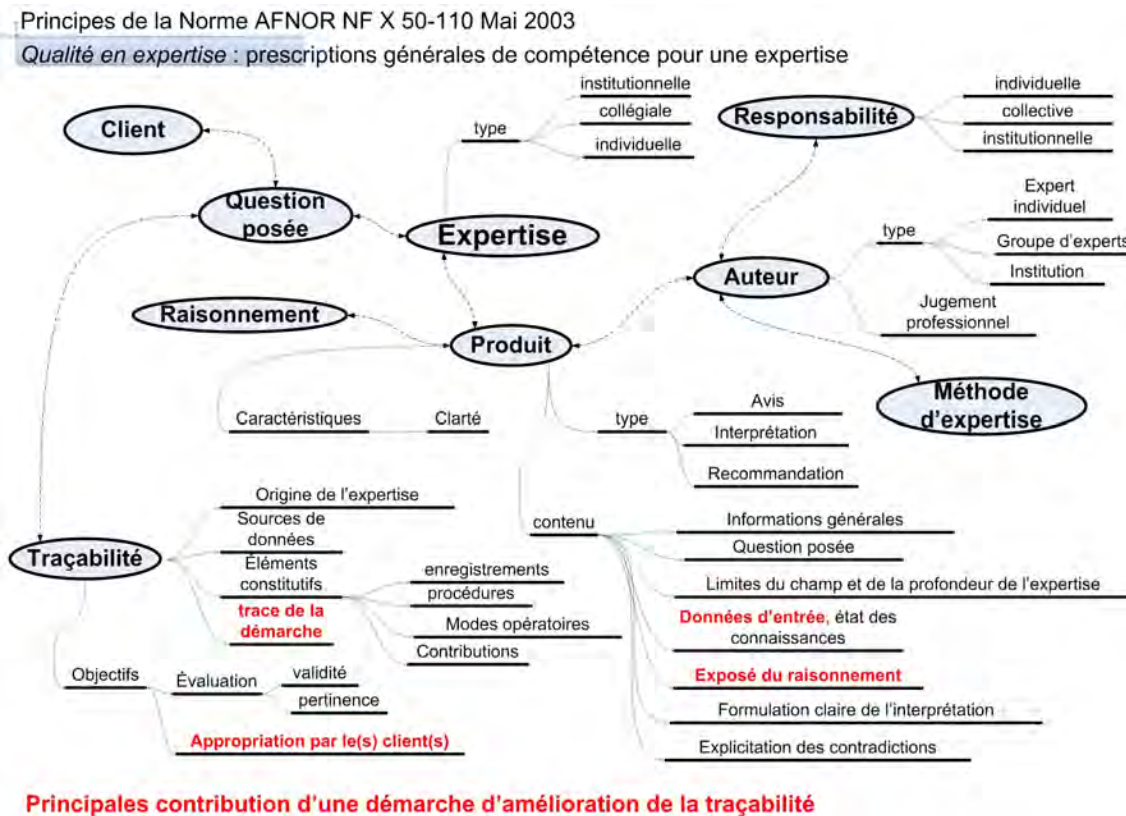 Principes de la Norme AFNOR NF X 50-110 Mai 2003
Qualité en expertise : prescriptions générales de compétence pour une expertise
Client
Question
posée
Expertise
type
institutionnelle
collégiale
individuelle
Responsabilité
individuelle
collective
institutionnelle
Auteur
type
Expert
individuel
Groupe d'experts
Institution
Jugement
professionnel
Méthode
d'expertise
Raisonnement
Produit
Caractéristiques
Clarté
type
Avis
Interprétation
Recommandation
contenu
Informations générales
Question posée
Limites du champ et de la profondeur de l'expertise
Données d'entrée, état des
connaissances
Exposé du raisonnement
Formulation claire de l'interprétation
Explicitation des contradictions
Traçabilité
Origine de l'expertise
Sources de
données
Éléments
constitutifs
trace de la
démarche
enregistrements
procédures
Modes opératoires
Contributions
Objectifs
Évaluation
validité
pertinence
Appropriation par le(s) client(s)
Principales contribution d'une démarche d'amélioration de la traçabilité